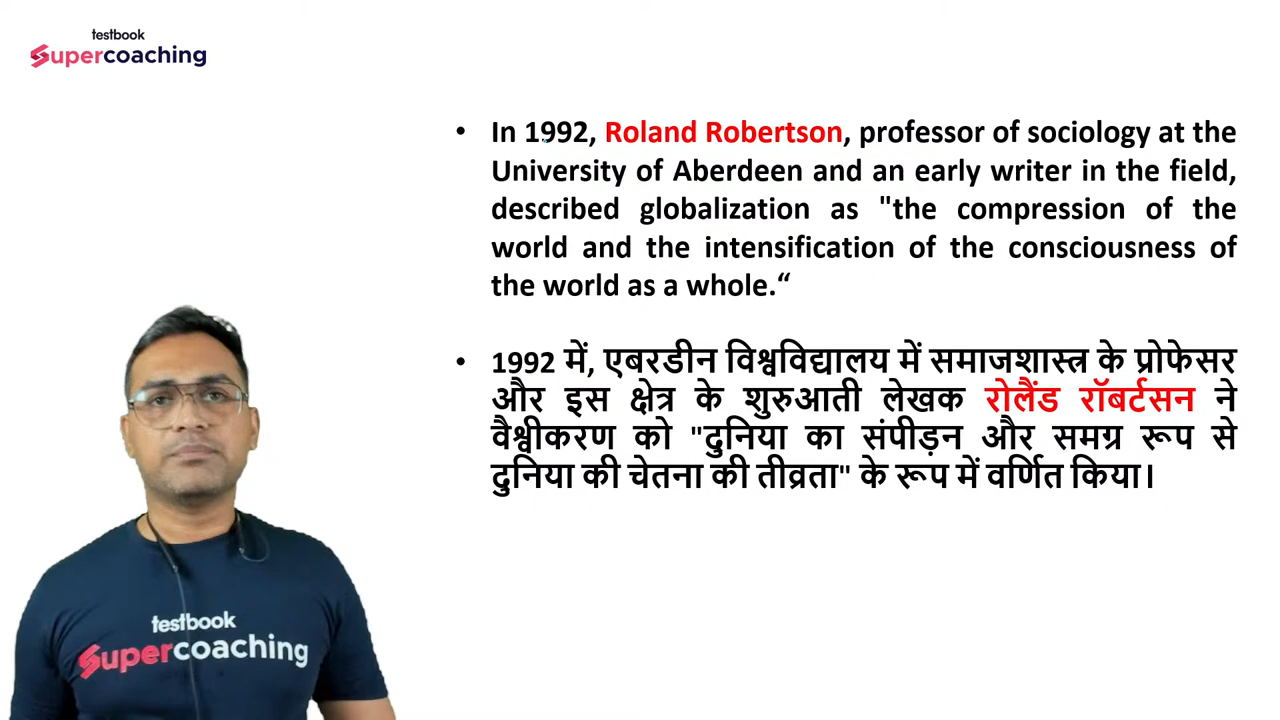 testbook
Supercoaching
• In 1992, Roland Robertson, professor of sociology at the
University of Aberdeen and an early writer in the field,
described globalization as "the compression of the
world and the intensification of the consciousness of
the world as a whole.“
• 1992 में, एबरडीन विश्वविद्यालय में समाजशास्त्र के प्रोफेसर
और इस क्षेत्र के शुरुआती लेखक रोलैंड रॉबर्टसन ने
वैश्वीकरण को "दुनिया का संपीड़न और समग्र रूप से
दुनिया की चेतना की तीव्रता" के रूप में वर्णित किया।
testbook
Supercoaching